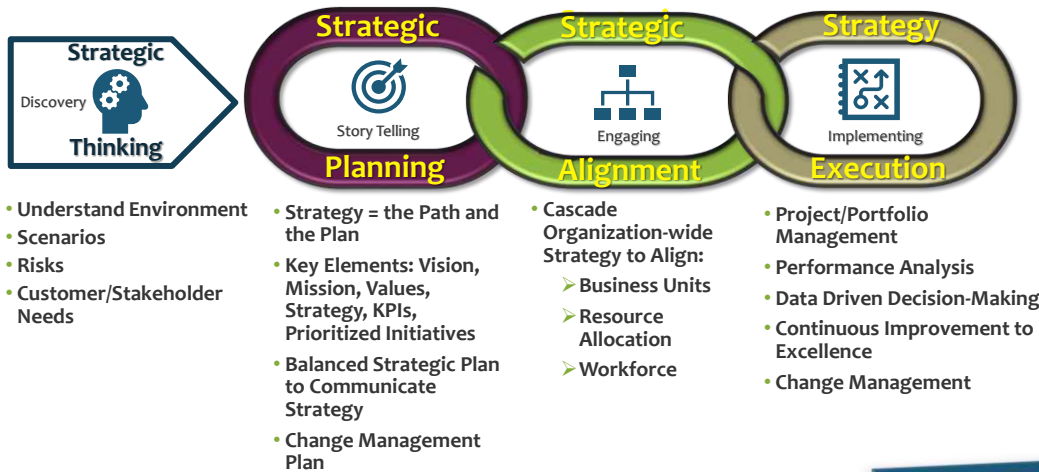 Strategic
Discovery
Thinking
• Understand Environment
• Scenarios
• Risks
• Customer/Stakeholder
Needs
Strategic
Story Telling
Planning
• Strategy = the Path and
the Plan
• Key Elements: Vision,
Mission, Values,
Strategy, KPIs,
Prioritized Initiatives
• Balanced Strategic Plan
to Communicate
Strategy
• Change Management
Plan
Strategic
Engaging
Alignment
• Cascade
Organization-wide
Strategy to Align:
➢ Business Units
➢ Resource
Allocation
➢ Workforce
Strategy
Implementing
Execution
• Project/Portfolio
Management
• Performance Analysis
• Data Driven Decision-Making
• Continuous Improvement to
Excellence
• Change Management